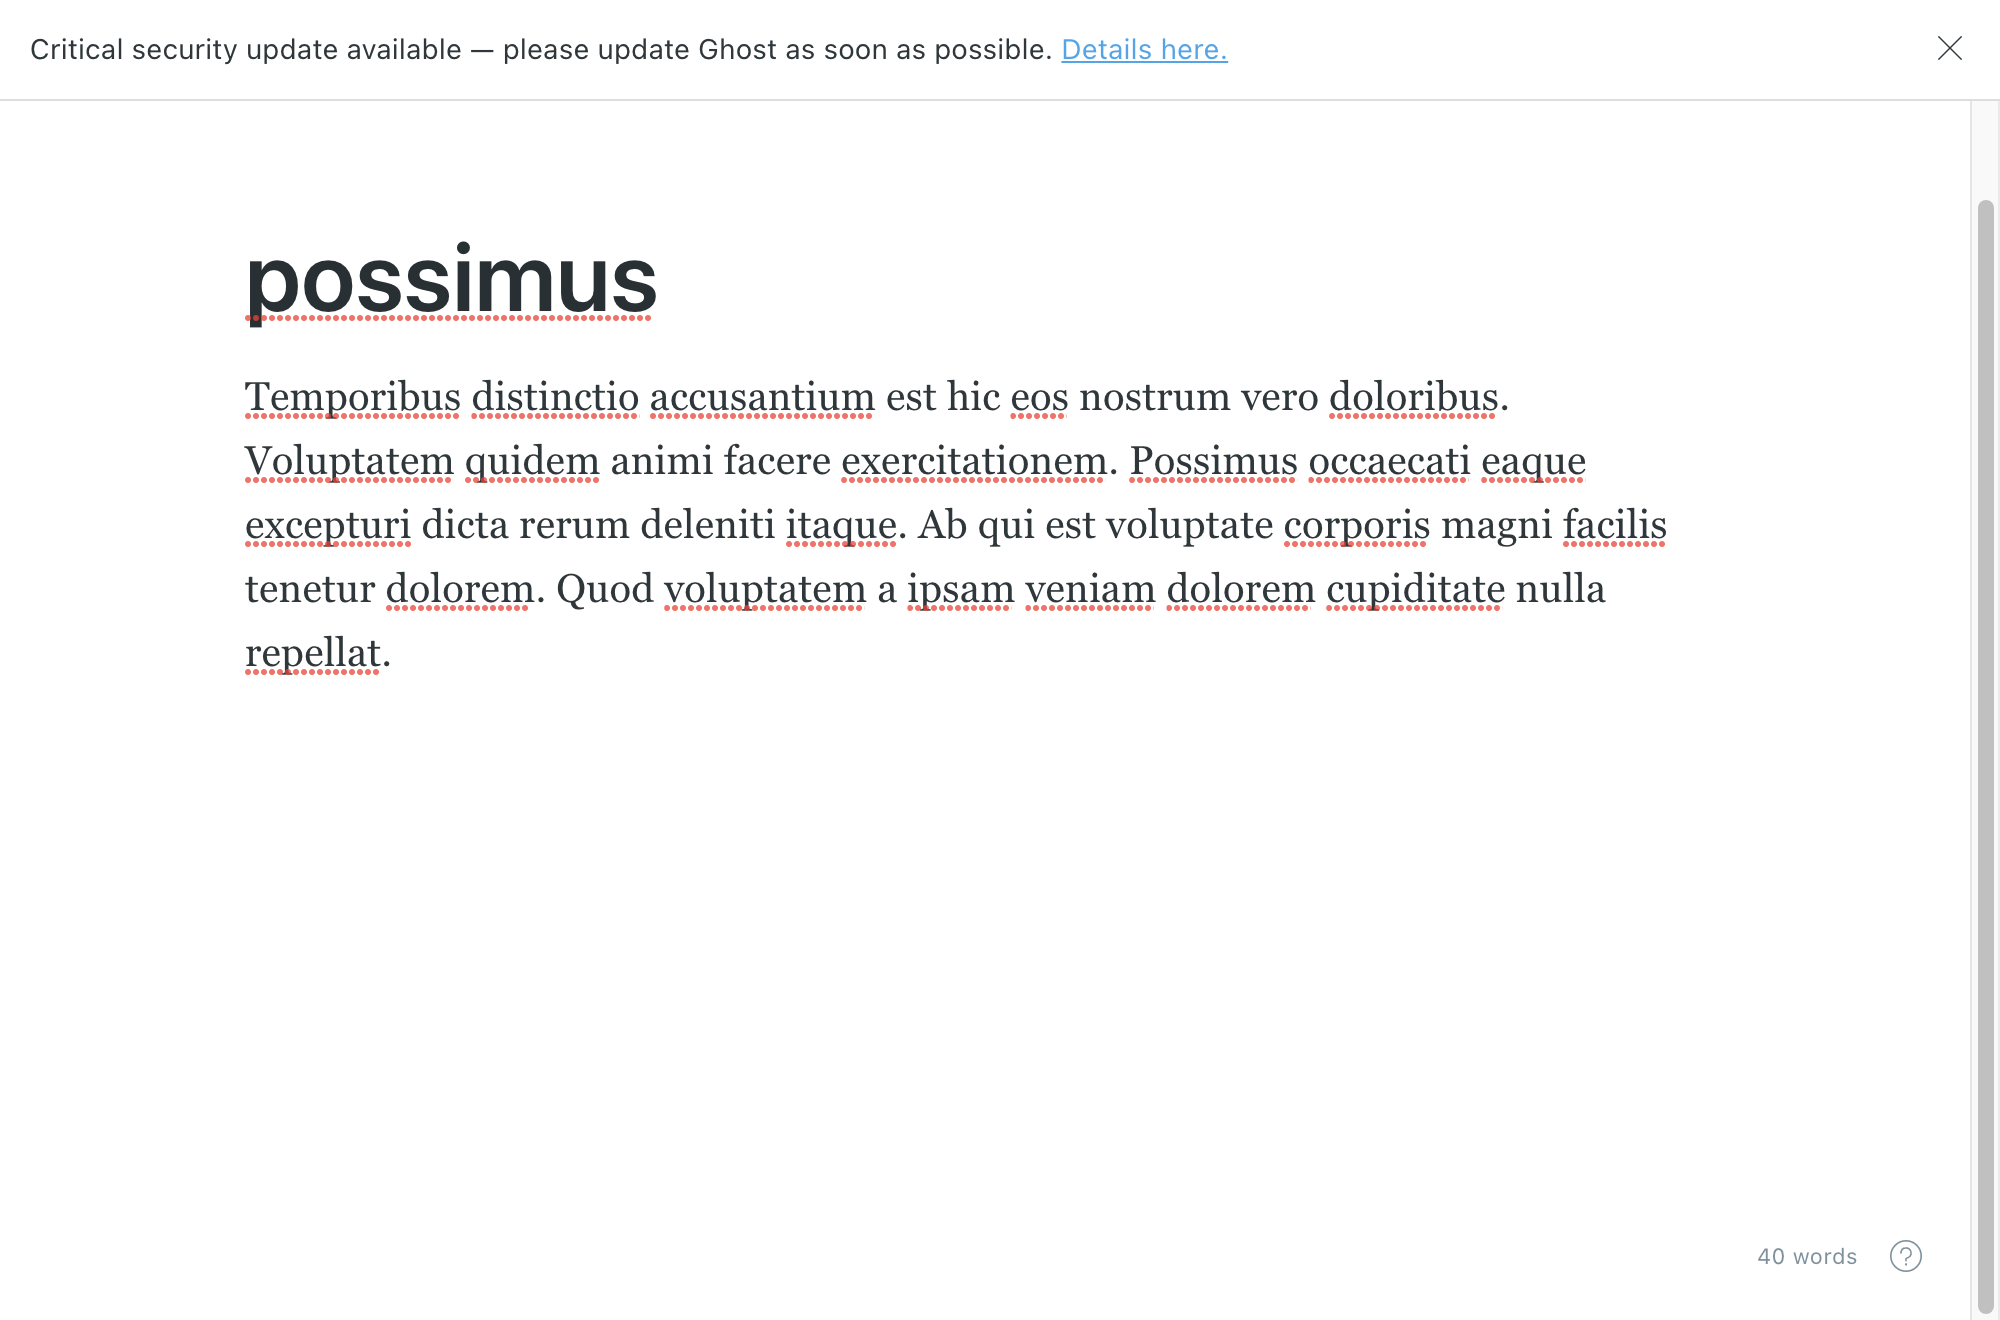 Critical security update available — please update Ghost as soon as possible. Details here.
possimus
Temporibus distinctio accusantium est hic eos nostrum vero doloribus.
Voluptatem quidem animi facere exercitationem. Possimus occaecati eaque
excepturi dicta rerum deleniti itaque. Ab qui est voluptate corporis magni facilis
tenetur dolorem. Quod voluptatem a ipsam veniam dolorem cupiditate nulla
repellat.
40 words ?